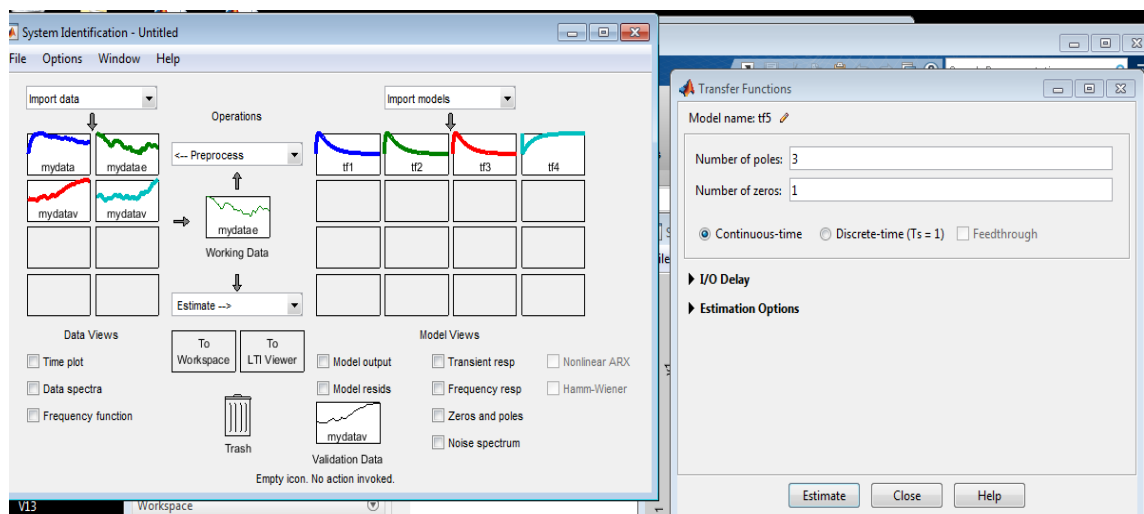 System Identification - Untitled
File Options Window Help
Import data
Import models
Operations
mydata mydatae
<-- Preprocess
tf1 tf2 tf3 tf4
mydatav mydatav
mydatae
Working Data
Estimate -->
Data Views
To Workspace
To LTI Viewer
Model Views
Time plot
Model output
Transient resp
Nonlinear ARX
Data spectra
Model resids
Frequency resp
Hamm-Wiener
Frequency function
Zeros and poles
Trash
mydatav
Noise spectrum
Validation Data
Empty icon. No action invoked.
V13
Workspace
Transfer Functions
Model name: tf5
Number of poles: 3
Number of zeros: 1
Continuous-time Discrete-time (Ts = 1) Feedthrough
I/O Delay
Estimation Options
Estimate Close Help